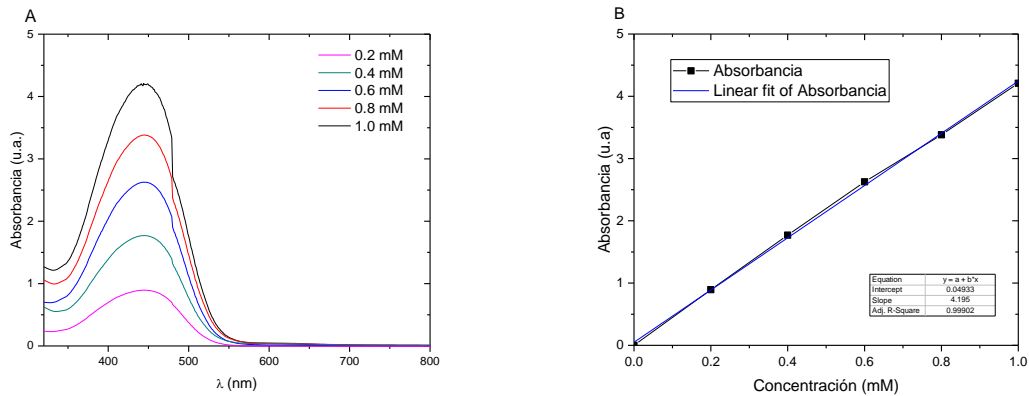 A
5
4
3
2
1
0
Absorbancia (u.a.)
400
500
600
700
800
λ (nm)
0.2 mM
0.4 mM
0.6 mM
0.8 mM
1.0 mM
B
5
4
3
2
1
0
Absorbancia (u.a)
0.0
0.2
0.4
0.6
0.8
1.0
Concentración (mM)
Absorbancia
Linear fit of Absorbancia
Equation y = a + b*x
Intercept 0.04933
Slope 4.195
Adj. R-Square 0.99902